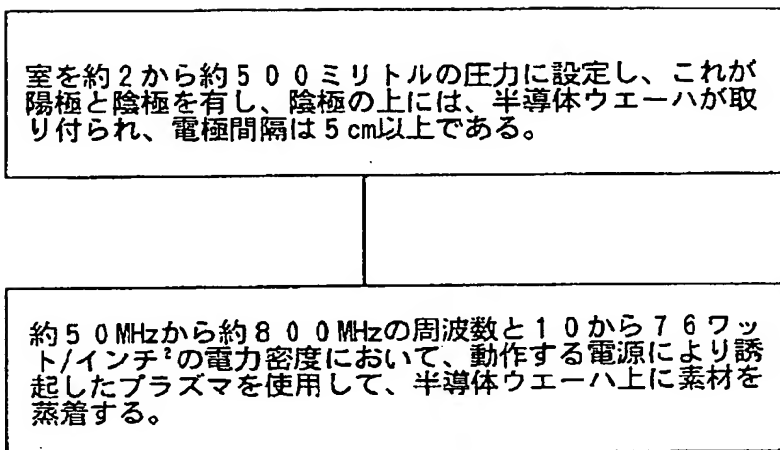 室を約2から約500ミリトルの圧力に設定し、これが
陽極と陰極を有し、陰極の上には、半導体ウエーハが取
り付られ、電極間隔は5cm以上である。
約50MHzから約800MHzの周波数と10から76ワッ
ト/インチ²の電力密度において、動作する電源により誘
起したプラズマを使用して、半導体ウエーハ上に素材を
蒸着する。